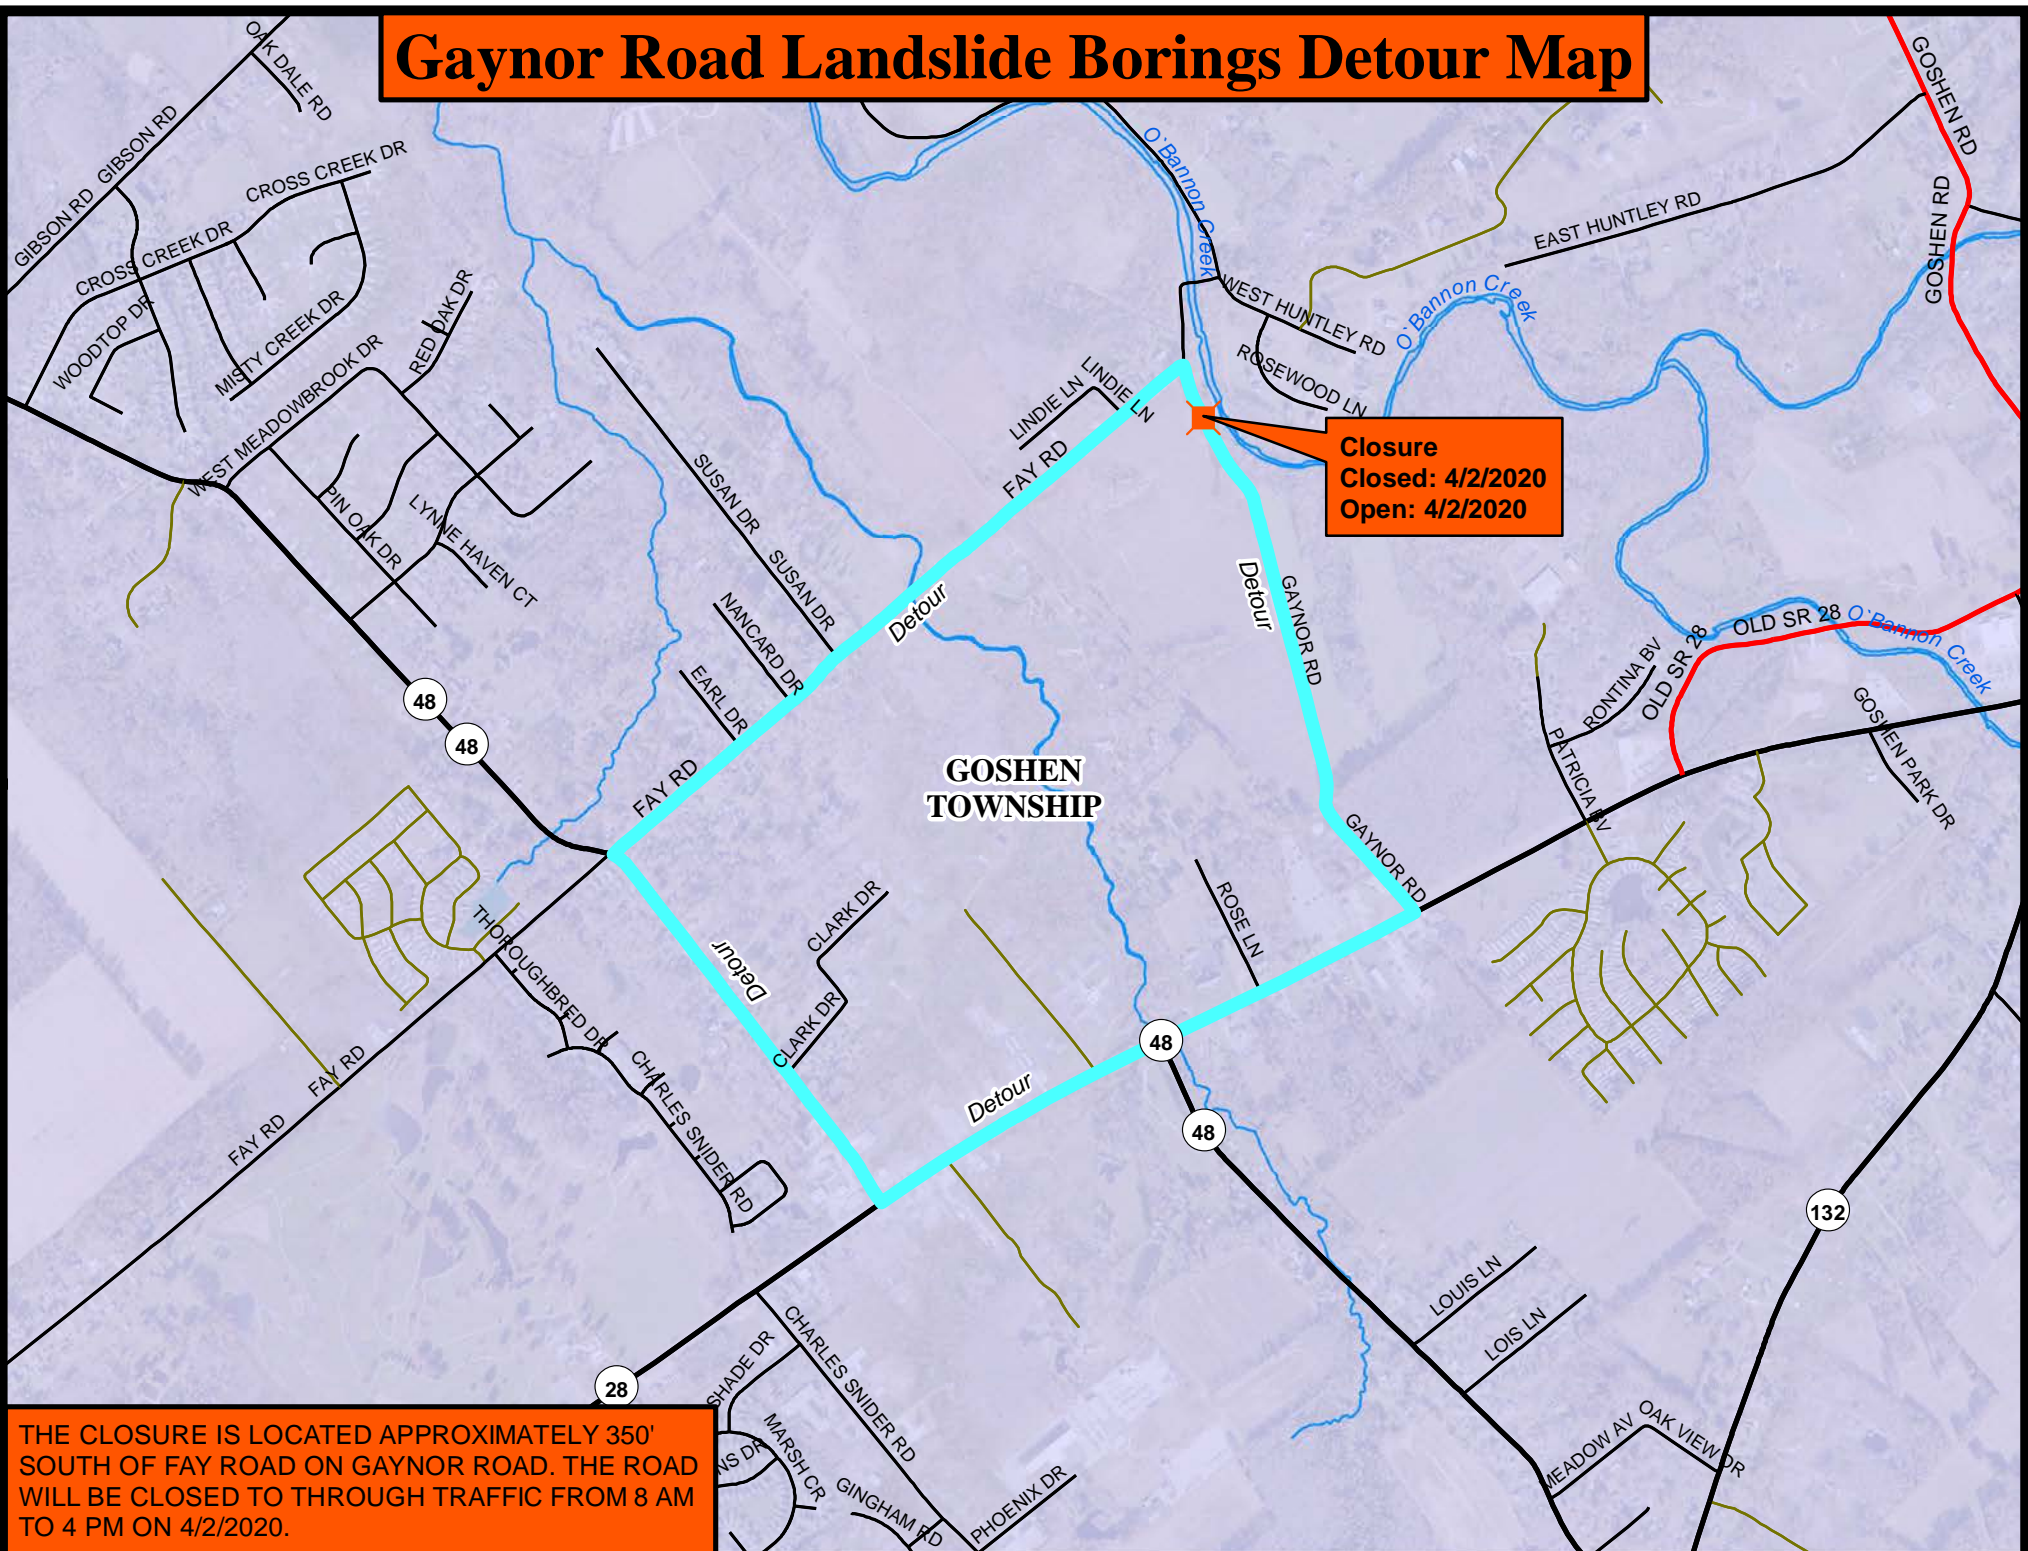 Gaynor Road Landslide Borings Detour Map
OAK DALE RD
GIBSON RD
GIBSON RD
CROSS CREEK DR
CROSS CREEK DR
WOODTOP DR
MISTY CREEK DR
RED OAK DR
WEST MEADOWBROOK DR
PIN OAK DR
LYNNE HAVEN CT
O`Bannon Creek
GOSHEN RD
GOSHEN RD
EAST HUNTLEY RD
WEST HUNTLEY RD
O`Bannon Creek
ROSEWOOD LN
LINDIE LN
LINDIE LN
FAY RD
Closure
Closed: 4/2/2020
Open: 4/2/2020
SUSAN DR
SUSAN DR
NANCARD DR
EARL DR
Detour
Detour
GAYNOR RD
RONTINA BV
OLD SR 28
OLD SR 28
O`Bannon Creek
GOSHEN PARK DR
PATRICIA BV
48
48
FAY RD
GOSHEN
TOWNSHIP
GAYNOR RD
ROSE LN
CLARK DR
CLARK DR
Detour
THOROUGHBRED DR
CHARLES SNIDER RD
FAY RD
FAY RD
Detour
48
48
132
LOUIS LN
LOIS LN
28
SHADE DR
CHARLES SNIDER RD
MARSH CR
NS DR
GINGHAM RD
PHOENIX DR
MEADOW AV
OAK VIEW DR
THE CLOSURE IS LOCATED APPROXIMATELY 350'
SOUTH OF FAY ROAD ON GAYNOR ROAD. THE ROAD
WILL BE CLOSED TO THROUGH TRAFFIC FROM 8 AM
TO 4 PM ON 4/2/2020.